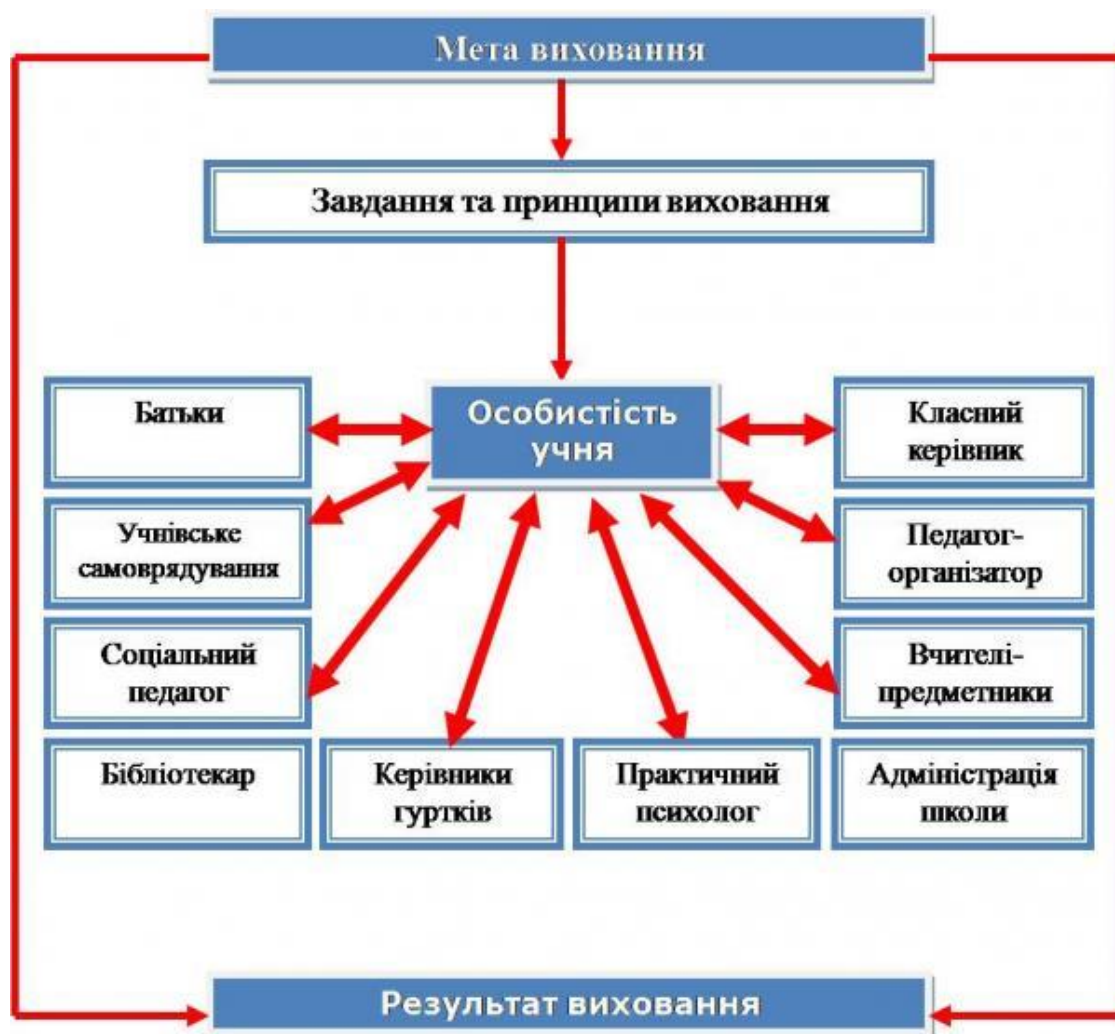 Мета виховання
Завдання та принципи виховання
Батьки
Особистість
учня
Класний
керівник
Учнівське
самоврядування
Педагог-
організатор
Соціальний
педагог
Вчителі-
предметники
Бібліотекар
Керівники
гуртків
Практичний
психолог
Адміністрація
школи
Результат виховання